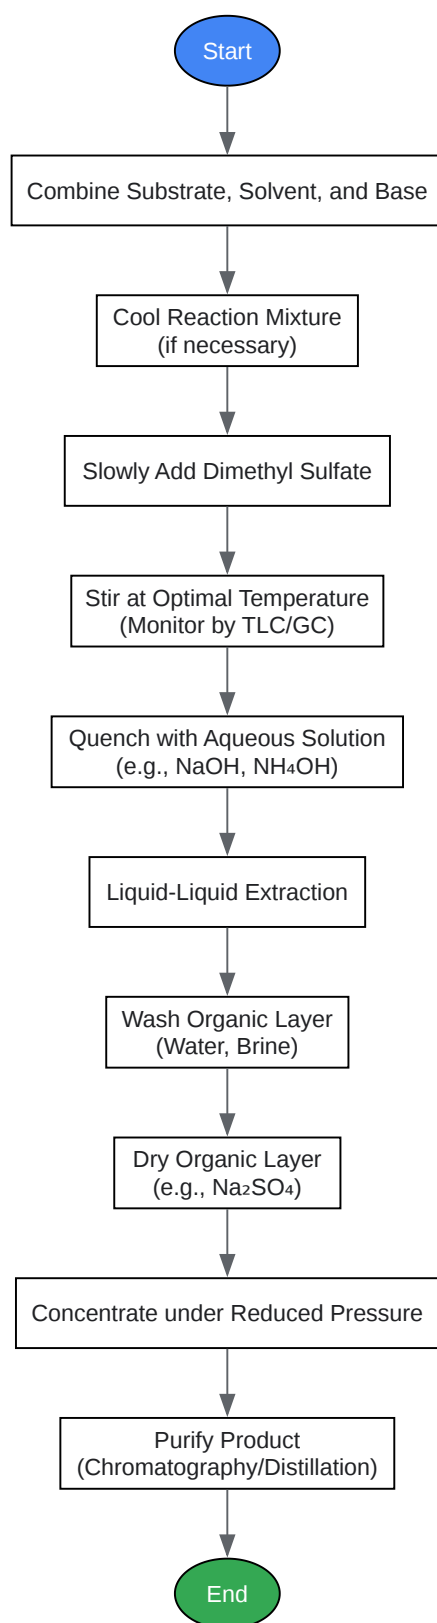 Start
Combine Substrate, Solvent, and Base
Cool Reaction Mixture
(if necessary)
Slowly Add Dimethyl Sulfate
Stir at Optimal Temperature
(Monitor by TLC/GC)
Quench with Aqueous Solution
(e.g., NaOH, NH₄OH)
Liquid-Liquid Extraction
Wash Organic Layer
(Water, Brine)
Dry Organic Layer
(e.g., Na₂SO₄)
Concentrate under Reduced Pressure
Purify Product
(Chromatography/Distillation)
End